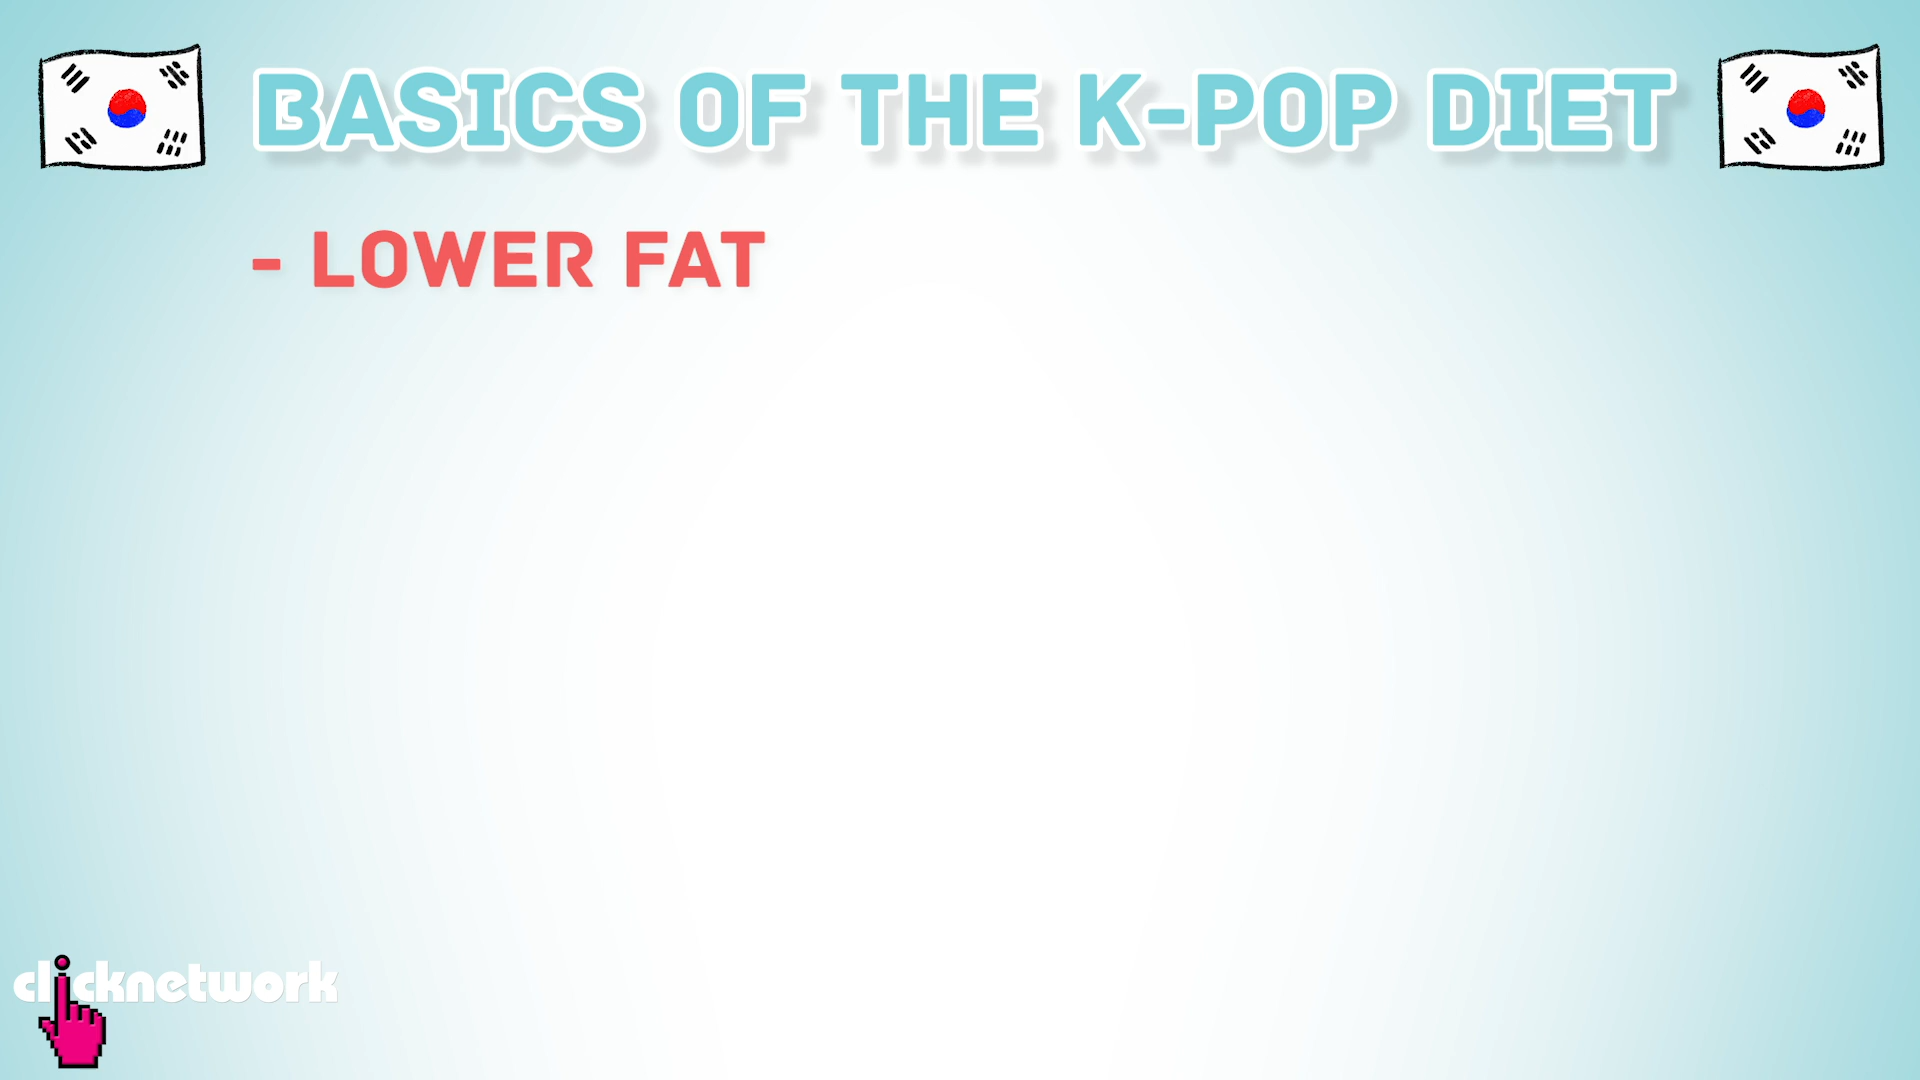 BASICS OF THE K-POP DIET
- LOWER FAT
clicknetwork